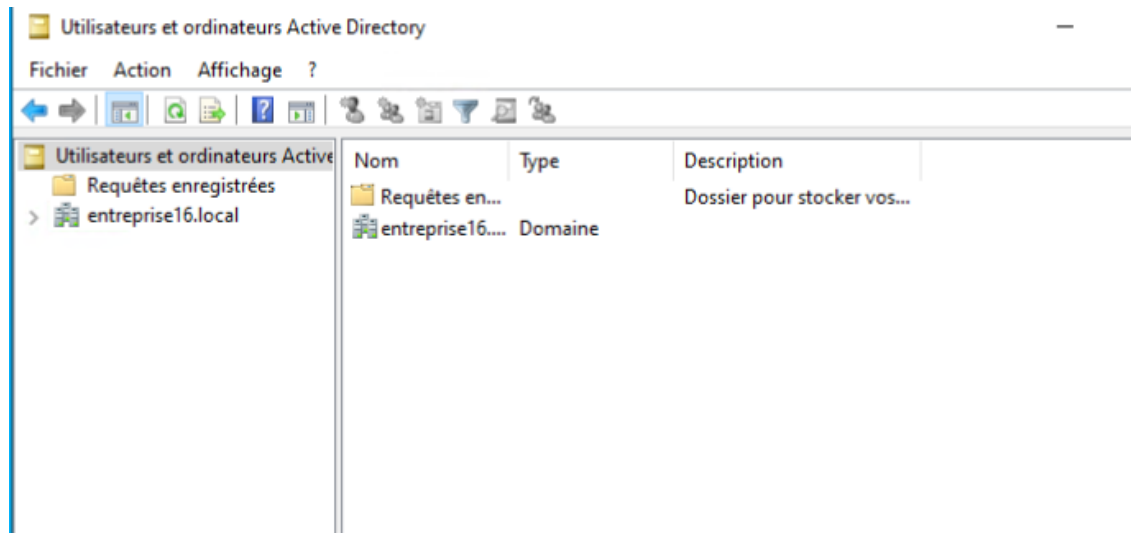 Utilisateurs et ordinateurs Active Directory
Fichier Action Affichage ?
Utilisateurs et ordinateurs Active
Requêtes enregistrées
entreprise16.local
Nom Type Description
Requêtes en... Dossier pour stocker vos...
entreprise16.... Domaine